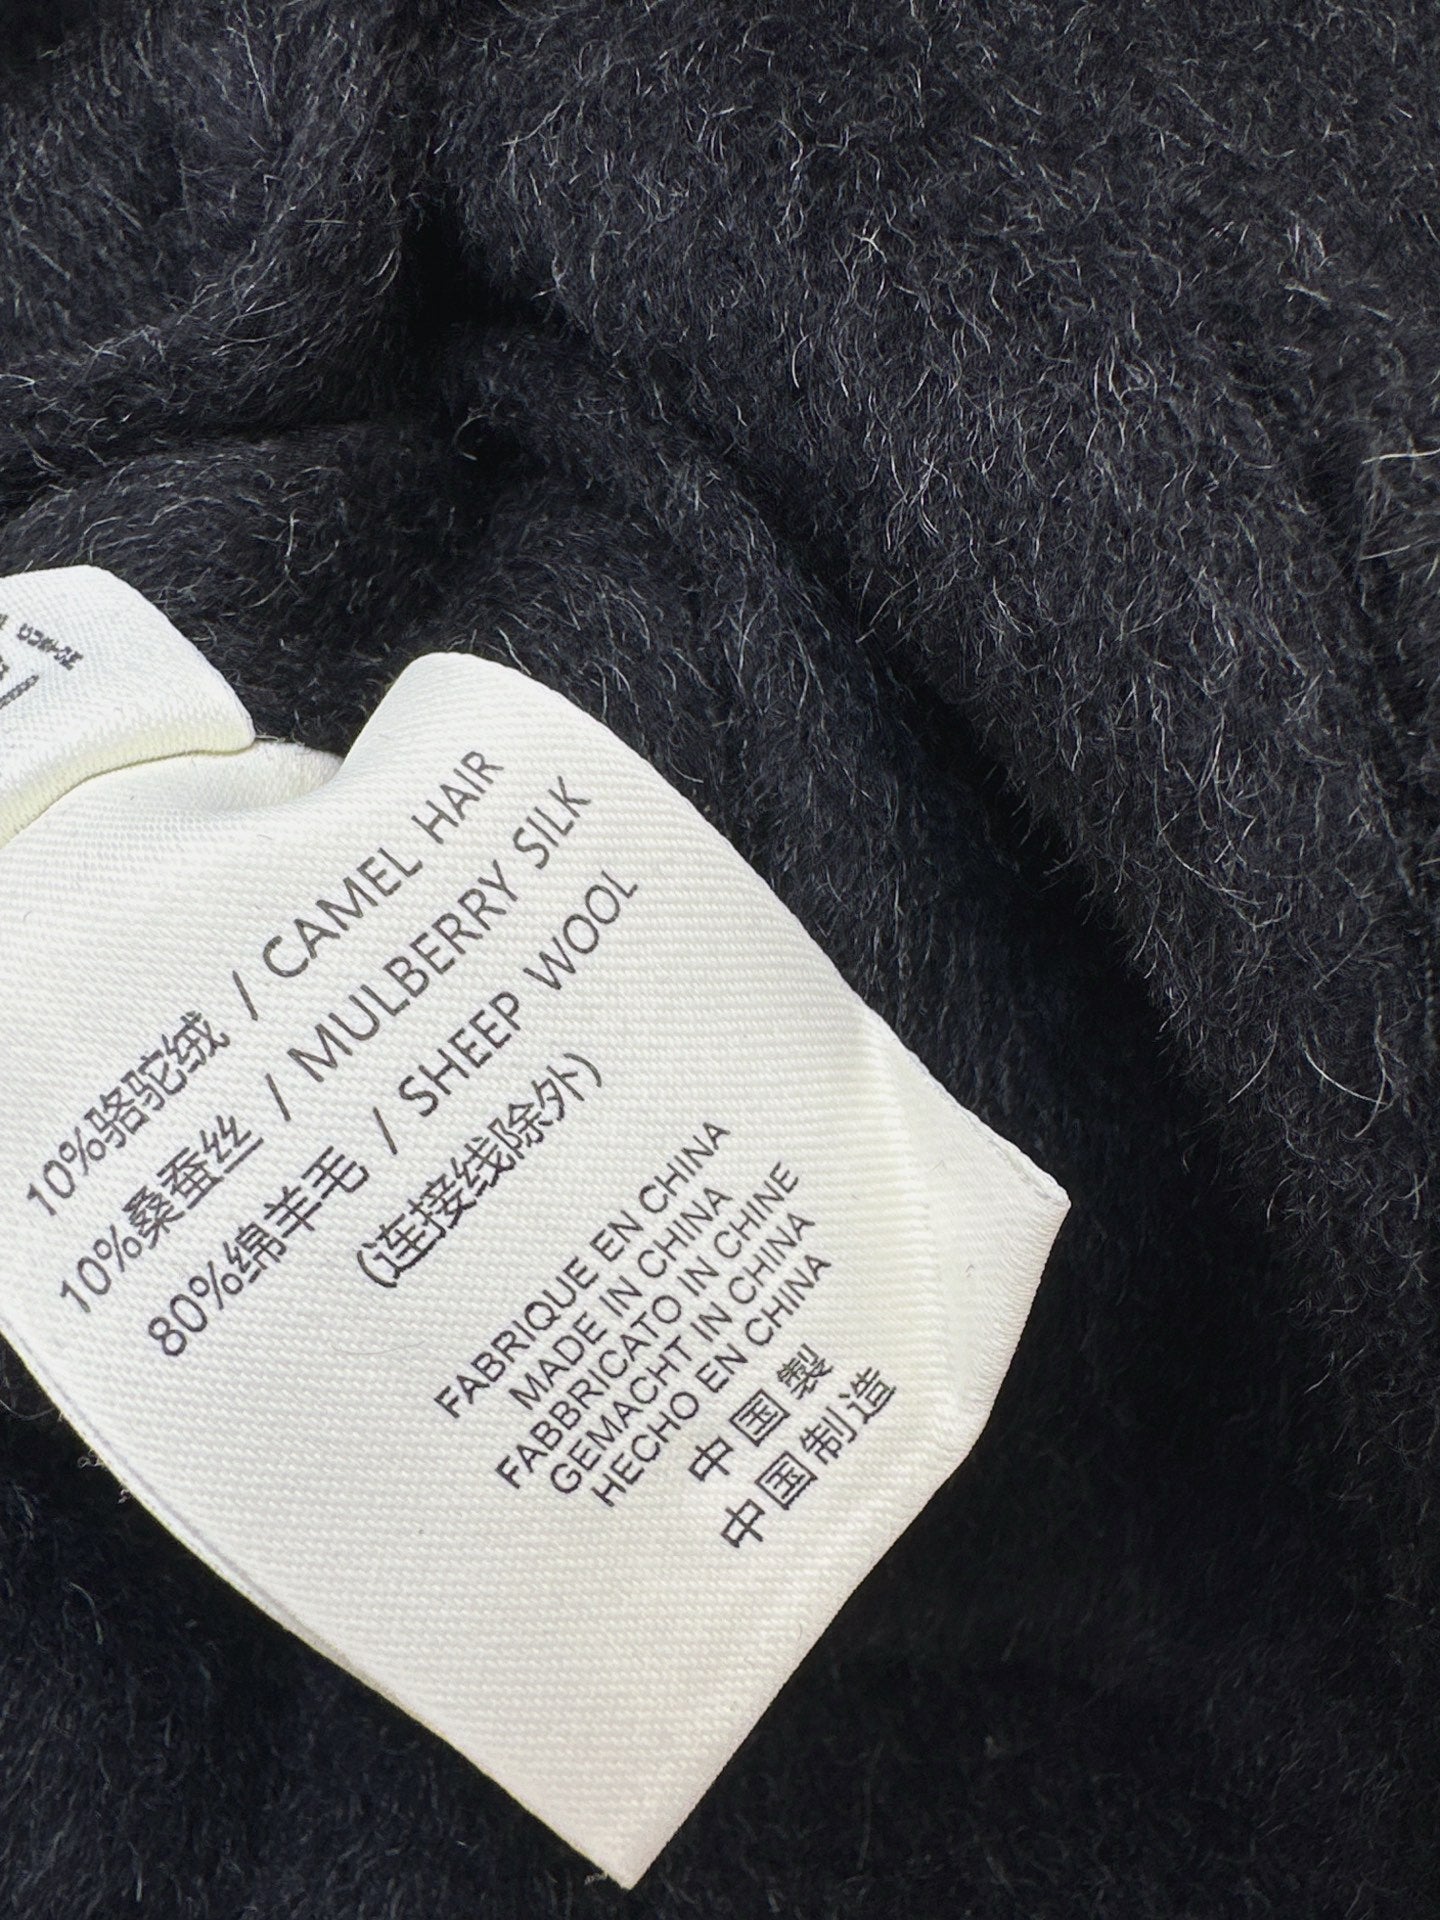 10%骆驼绒 / CAMEL HAIR
10%桑蚕丝 / MULBERRY SILK
80%绵羊毛 / SHEEP WOOL
(连接线除外)
FABRIQUE EN CHINA
MADE IN CHINA
FABBRICATO IN CHINE
GEMACHT IN CHINA
HECHO EN CHINA
中国製
中国制造